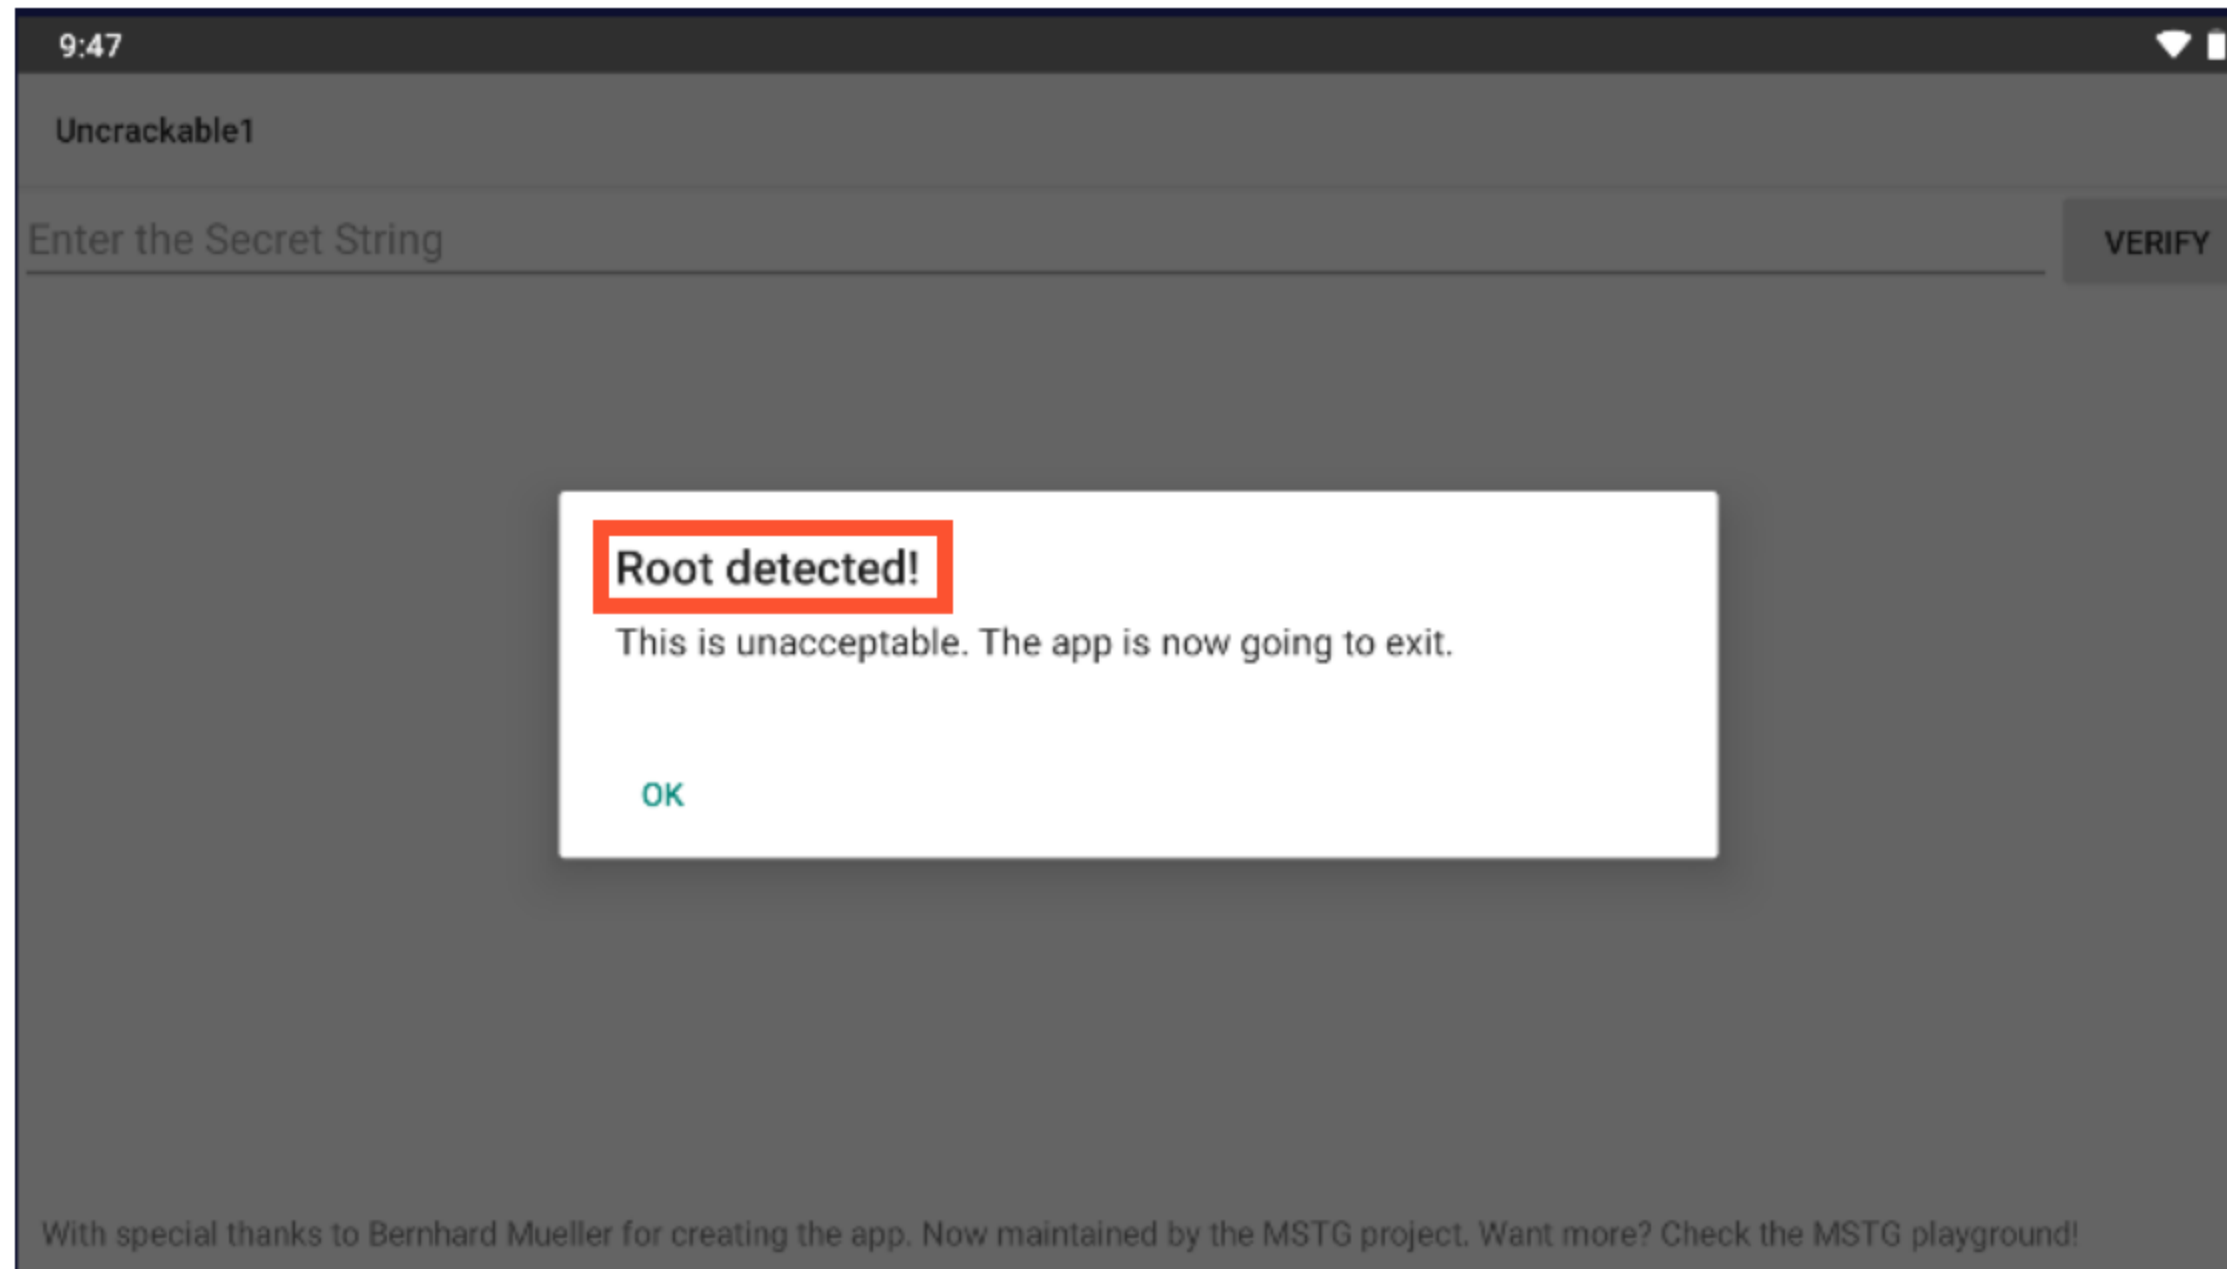 9:47
Uncrackable1
Enter the Secret String
VERIFY
Root detected!
This is unacceptable. The app is now going to exit.
OK
With special thanks to Bernhard Mueller for creating the app. Now maintained by the MSTG project. Want more? Check the MSTG playground!